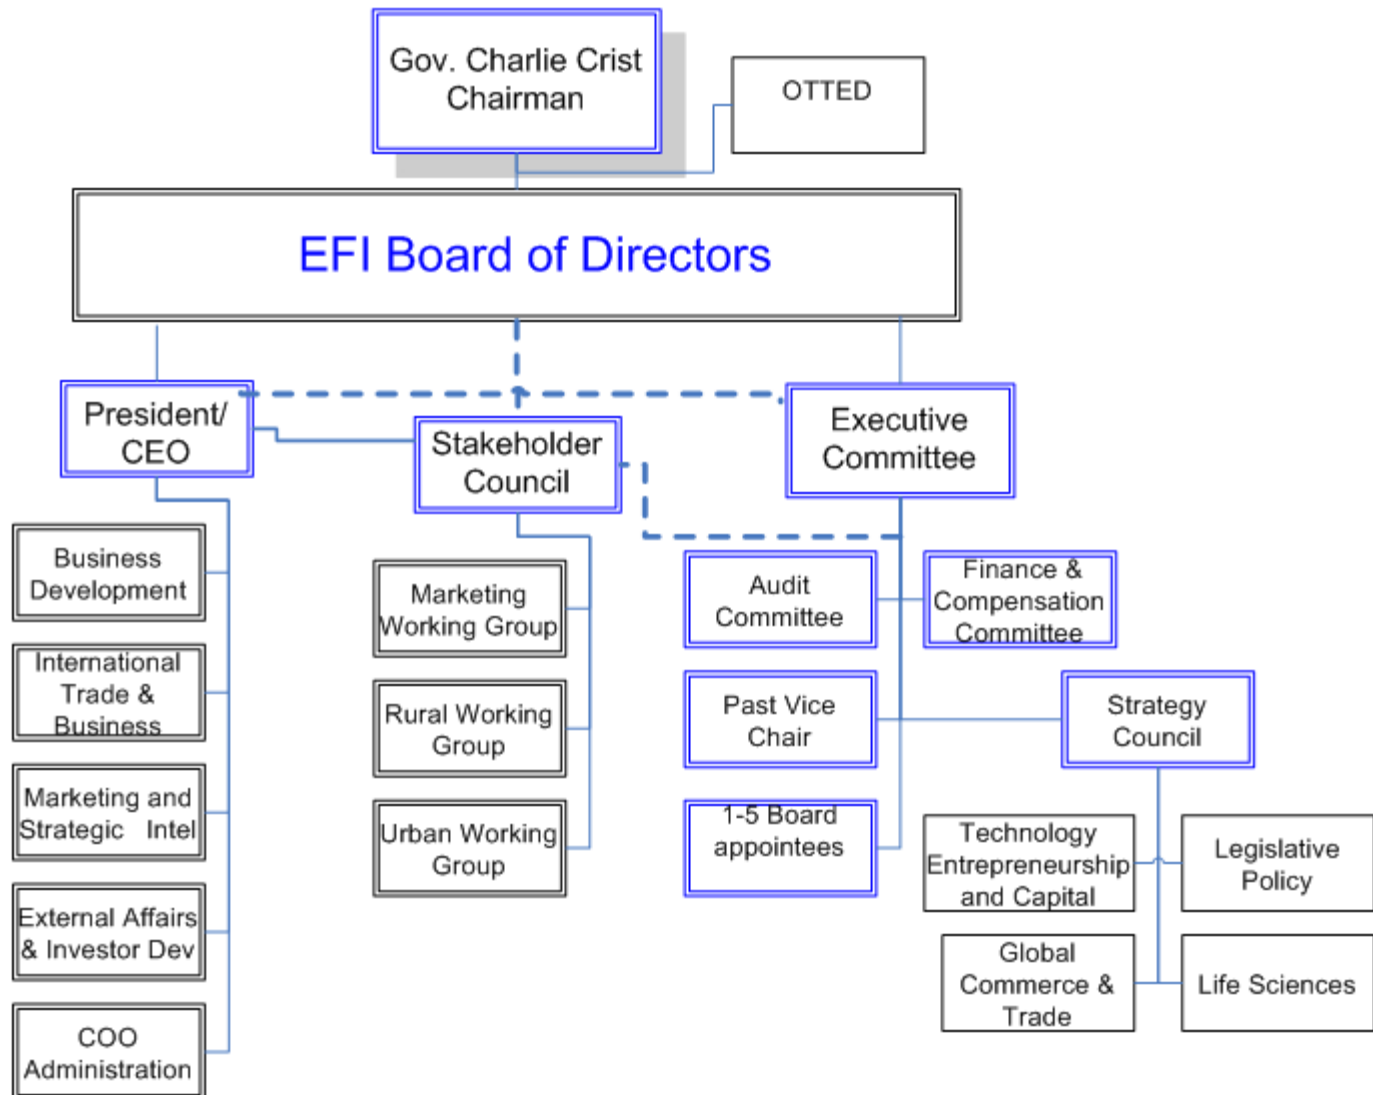 Gov. Charlie Crist
Chairman
OTTED
EFI Board of Directors
President/
CEO
Stakeholder
Council
Executive
Committee
Business
Development
International
Trade &
Business
Marketing and
Strategic Intel
External Affairs
& Investor Dev
COO
Administration
Marketing
Working Group
Rural Working
Group
Urban Working
Group
Audit
Committee
Finance &
Compensation
Committee
Past Vice
Chair
Strategy
Council
1-5 Board
appointees
Technology
Entrepreneurship
and Capital
Legislative
Policy
Global
Commerce &
Trade
Life Sciences